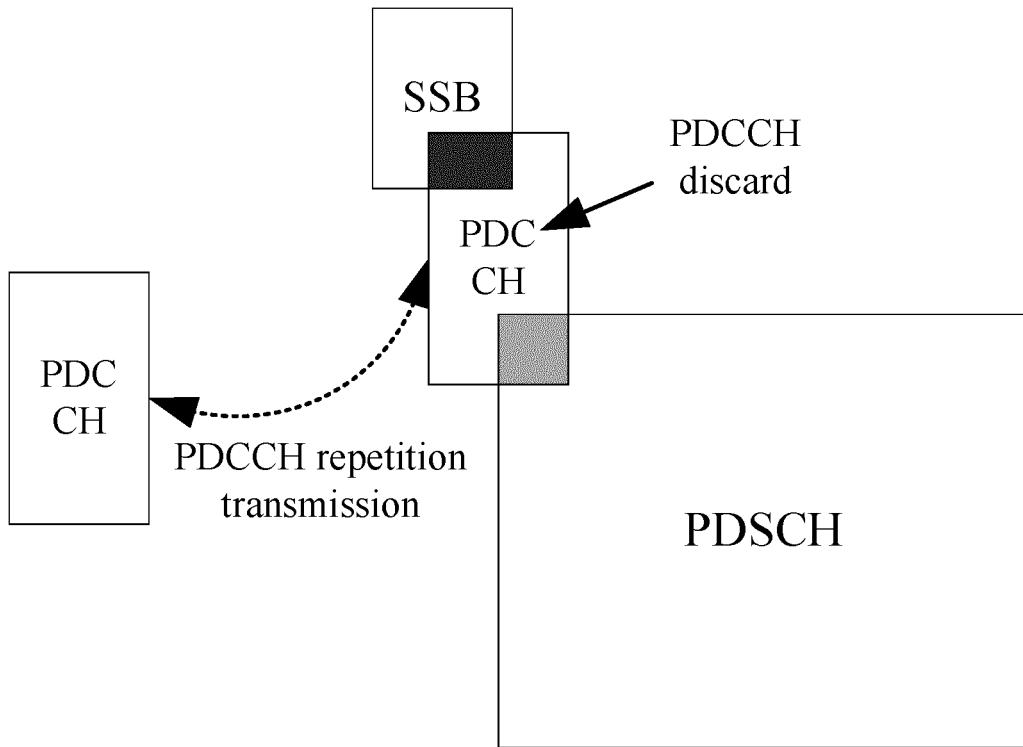 SSB
PDCCH
discard
PDC
CH
PDC
CH
PDCCH repetition
transmission
PDSCH